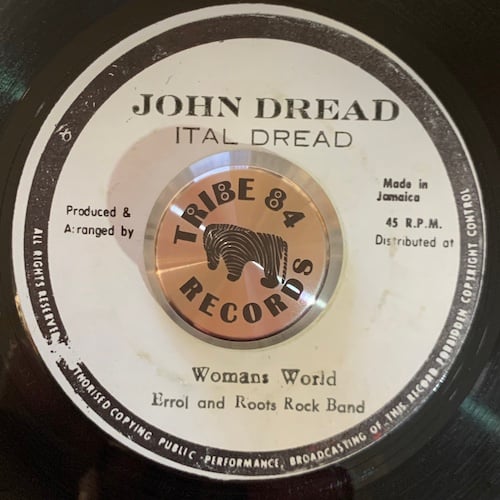 JOHN DREAD
ITAL DREAD
Produced &
Arranged by
Made in
Jamaica
45 R.P.M.
Distributed at
TRIBE 84
RECORDS
Womans World
Errol and Roots Rock Band
ALL RIGHTS RESERVED
THORISED COPYING PUBLIC PERFORMANCE, BROADCASTING OF THIS RECORD FORBIDDEN COPYRIGHT CONTROL